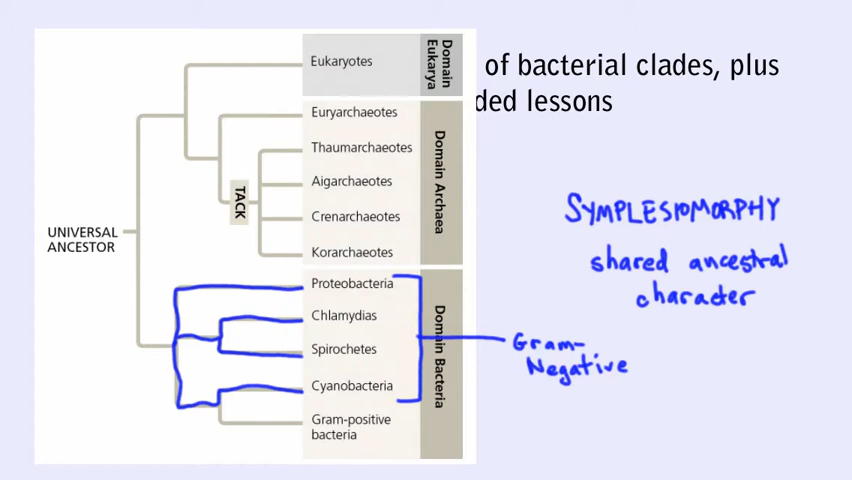 of bacterial clades, plus
ded lessons
Eukaryotes
Domain
Eukarya
Euryarchaeotes
Thaumarchaeotes
Aigarchaeotes
Crenarchaeotes
Korarchaeotes
Domain Archaea
TACK
UNIVERSAL
ANCESTOR
Proteobacteria
Chlamydias
Spirochetes
Cyanobacteria
Gram-positive
bacteria
Domain Bacteria
SYMPLESIOMORPHY
shared ancestral
character
Gram-
Negative